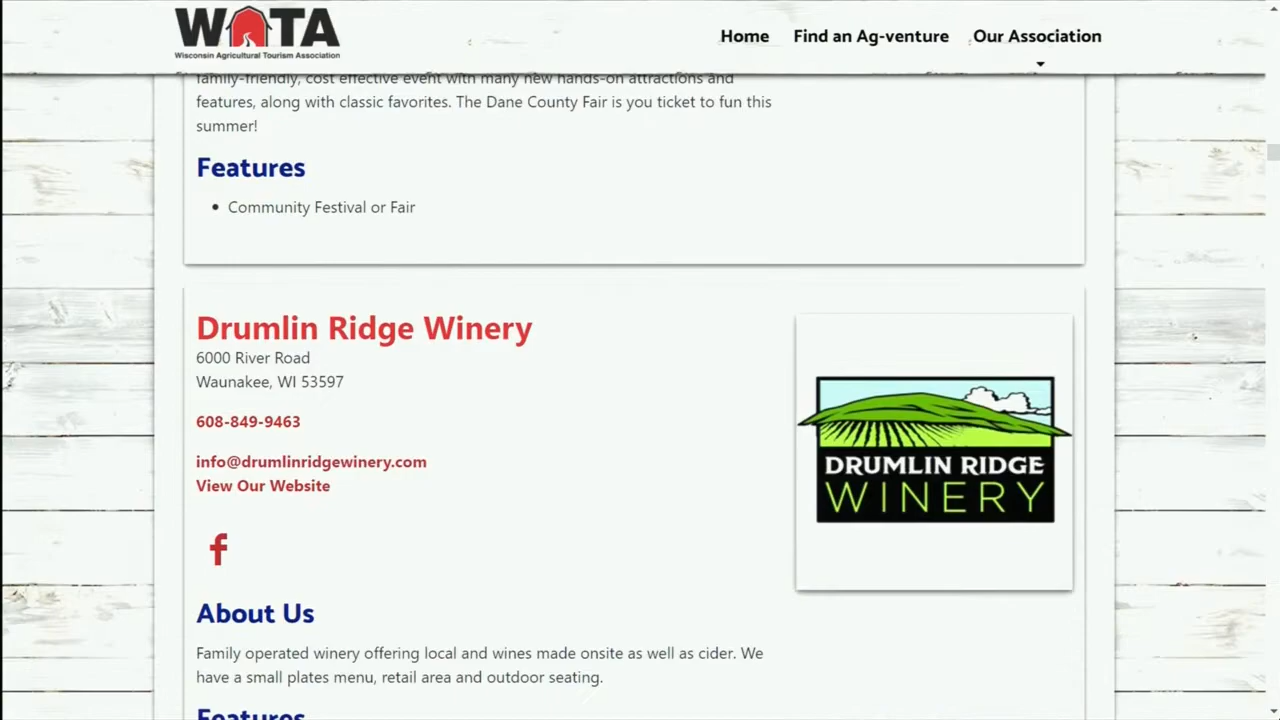 WATA
Wisconsin Agricultural Tourism Association
Home Find an Ag-venture Our Association
family-friendly, cost effective event with many new hands-on attractions and
features, along with classic favorites. The Dane County Fair is you ticket to fun this
summer!
Features
Community Festival or Fair
Drumlin Ridge Winery
6000 River Road
Waunakee, WI 53597
608-849-9463
info@drumlinridgewinery.com
View Our Website
f
DRUMLIN RIDGE
WINERY
About Us
Family operated winery offering local and wines made onsite as well as cider. We
have a small plates menu, retail area and outdoor seating.
Features